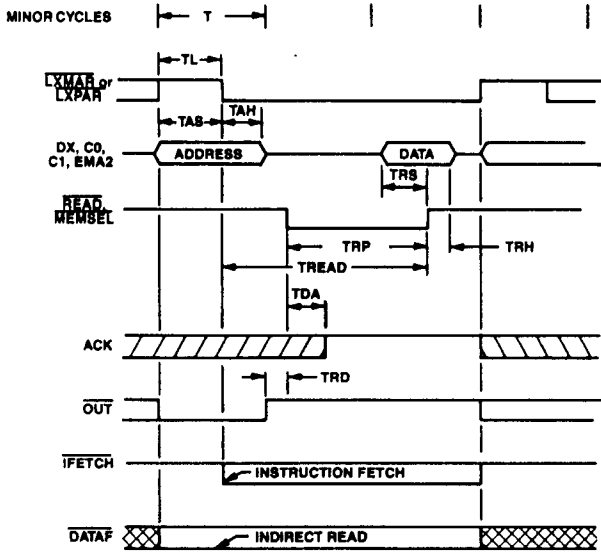 MINOR CYCLES
T
TL
LXMAR or
LXPAR
TAS
TAH
DX, C0,
C1, EMA2
ADDRESS
DATA
TRS
READ,
MEMSEL
TRP
TRH
TREAD
TDA
ACK
TRD
OUT
IFETCH
INSTRUCTION FETCH
DATAF
INDIRECT READ